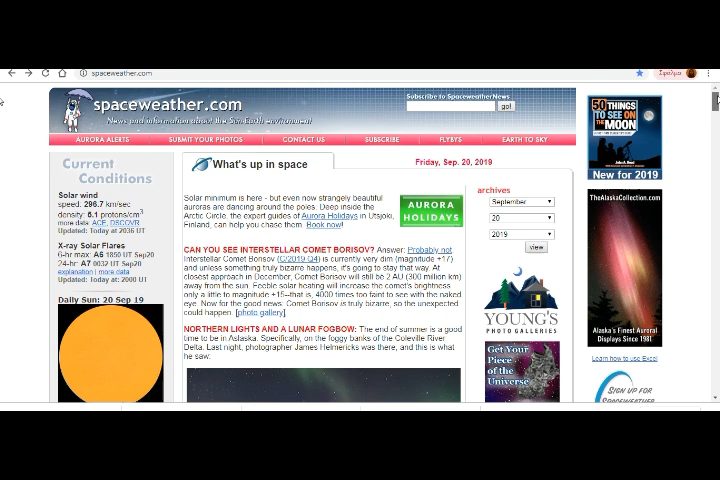 spaceweather.com
Σφάλμα
spaceweather.com
News and information about the Sun-Earth environment
Subscribe to SpaceweatherNews
go!
AURORA ALERTS
SUBMIT YOUR PHOTOS
CONTACT US
SUBSCRIBE
FLYBYS
EARTH TO SKY
Current
Conditions
Solar wind
speed: 296.7 km/sec
density: 6.1 protons/cm3
more data: ACE, DSCOVR
Updated: Today at 2036 UT
X-ray Solar Flares
6-hr max: A6 1850 UT Sep20
24-hr: A7 0032 UT Sep20
explanation | more data
Updated: Today at: 2000 UT
Daily Sun: 20 Sep 19
What's up in space
Friday, Sep. 20, 2019
Solar minimum is here - but even now strangely beautiful
auroras are dancing around the poles. Deep inside the
Arctic Circle, the expert guides of Aurora Holidays in Utsjoki,
Finland, can help you chase them. Book now!
AURORA
HOLIDAYS
CAN YOU SEE INTERSTELLAR COMET BORISOV? Answer: Probably not.
Interstellar Comet Borisov (C/2019 Q4) is currently very dim (magnitude +17)
and unless something truly bizarre happens, it's going to stay that way. At
closest approach in December, Comet Borisov will still be 2 AU (300 million km)
away from the sun. Feeble solar heating will increase the comet's brightness
only a little to magnitude +15--that is, 4000 times too faint to see with the naked
eye. Now for the good news: Comet Borisov is truly bizarre, so the unexpected
could happen. [photo gallery]
NORTHERN LIGHTS AND A LUNAR FOGBOW: The end of summer is a good
time to be in Aslaska. Specifically, on the foggy banks of the Coleville River
Delta. Last night, photographer James Helmericks was there, and this is what
he saw:
archives
September
20
2019
view
YOUNG'S
PHOTO GALLERIES
Get Your
Piece
of the
Universe
50 THINGS
TO SEE ON
THE MOON
New for 2019
TheAlaskaCollection.com
Alaska's Finest Auroral
Displays Since 1981
Learn how to use Excel
SIGN UP FOR
SPACEWEATHER